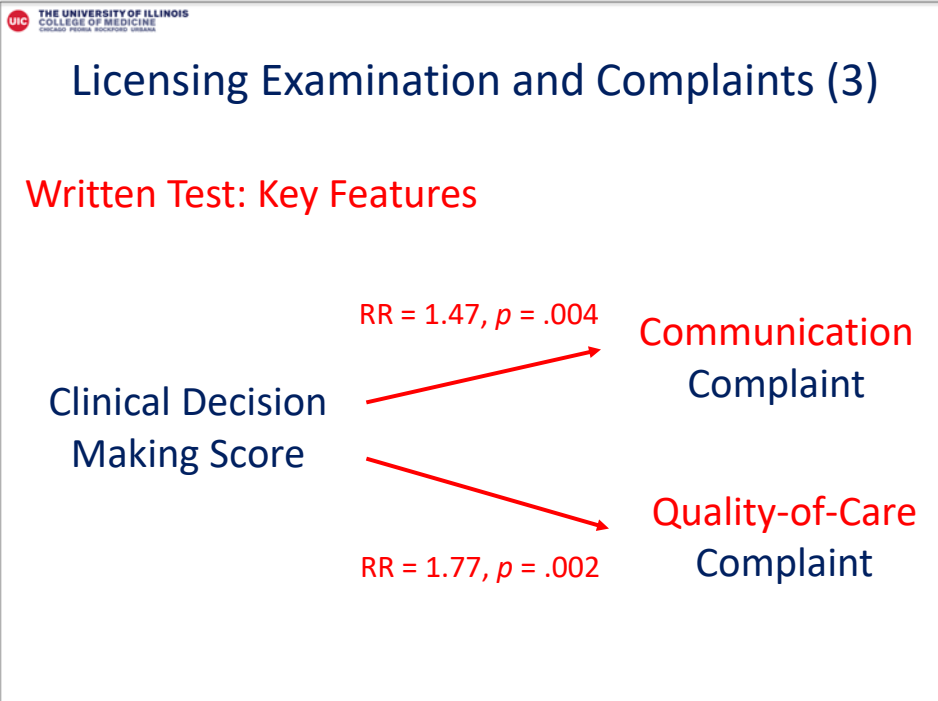 UIC
THE UNIVERSITY OF ILLINOIS
COLLEGE OF MEDICINE
CHICAGO PEORIA ROCKFORD URBANA
Licensing Examination and Complaints (3)
Written Test: Key Features
RR = 1.47, p = .004
Communication
Complaint
Clinical Decision
Making Score
Quality-of-Care
Complaint
RR = 1.77, p = .002